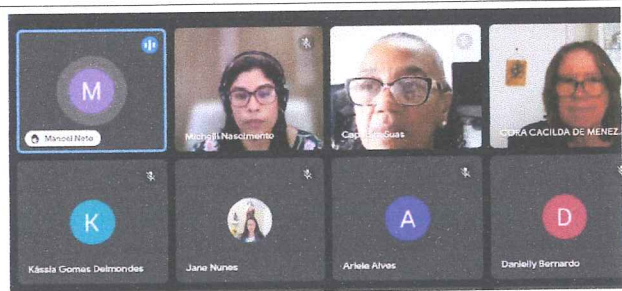 M
Manoel Neto
Michelli Nascimento
CORA CACILDA DE MENEZ...
K
Kássia Gomes Delmondes
Jane Nunes
A
Ariele Alves
D
Danielly Bernardo